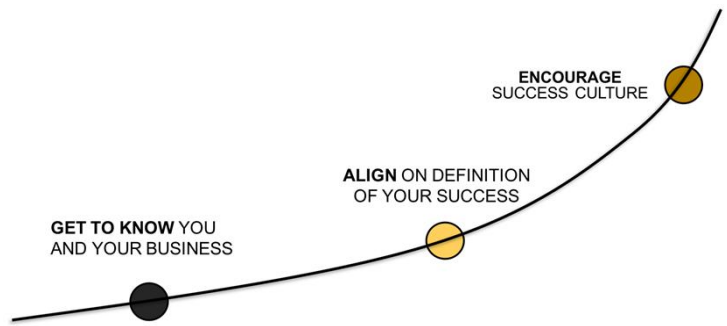 ENCOURAGE
SUCCESS CULTURE
ALIGN ON DEFINITION
OF YOUR SUCCESS
GET TO KNOW YOU
AND YOUR BUSINESS